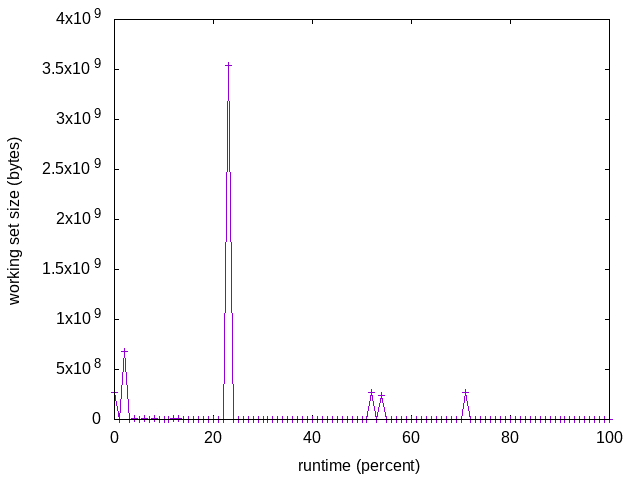 4x10^9
3.5x10^9
3x10^9
2.5x10^9
2x10^9
1.5x10^9
1x10^9
5x10^8
0
0 20 40 60 80 100
working set size (bytes)
runtime (percent)